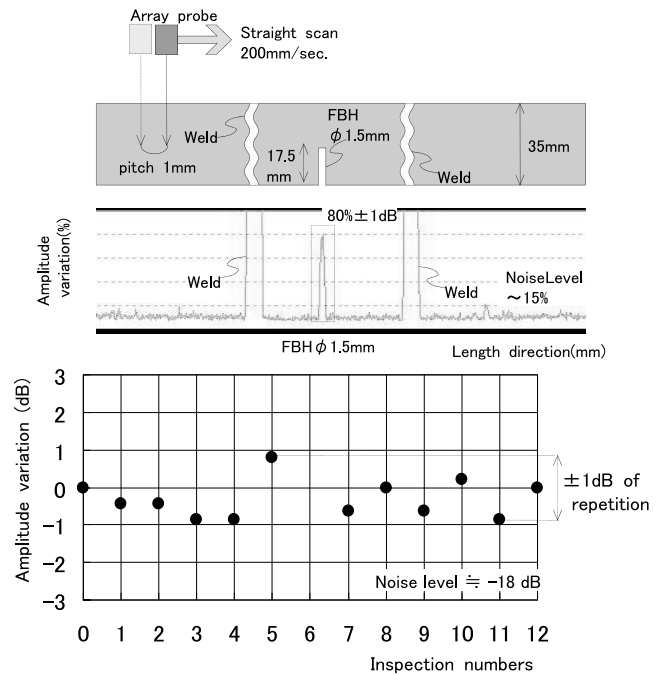 Array probe
Straight scan
200mm/sec.
Weld
FBH
φ1.5mm
17.5
mm
35mm
pitch 1mm
Weld
80%±1dB
Amplitude
variation(%)
Weld
Weld
NoiseLevel
～15%
FBHφ1.5mm
Length direction(mm)
Amplitude variation (dB)
3
2
1
0
-1
-2
-3
±1dB of
repetition
Noise level ≒ -18 dB
0 1 2 3 4 5 6 7 8 9 10 11 12
Inspection numbers